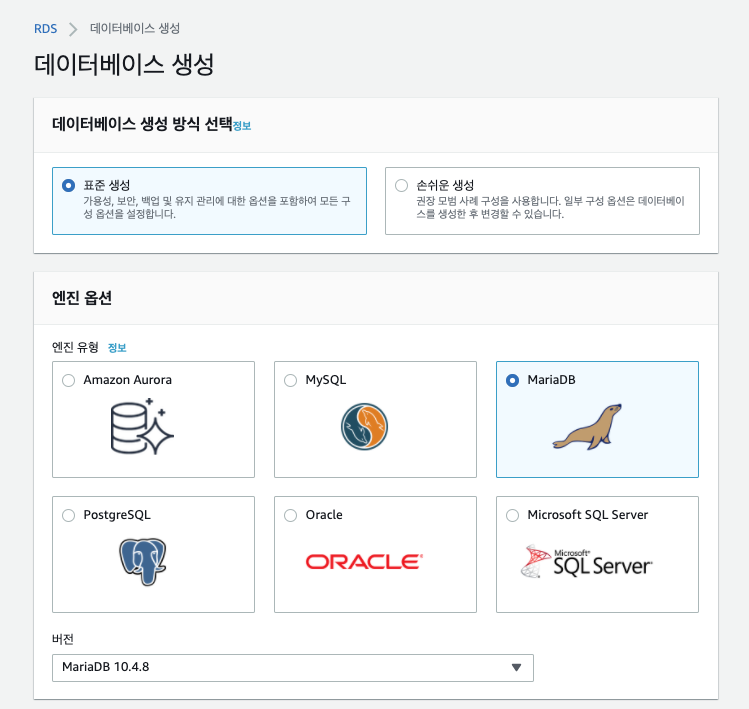 RDS > 데이터베이스 생성
데이터베이스 생성
데이터베이스 생성 방식 선택 정보
표준 생성
가용성, 보안, 백업 및 유지 관리에 대한 옵션을 포함하여 모든 구
성 옵션을 설정합니다.
손쉬운 생성
권장 모범 사례 구성을 사용합니다. 일부 구성 옵션은 데이터베이
스를 생성한 후 변경할 수 있습니다.
엔진 옵션
엔진 유형 정보
Amazon Aurora
MySQL
MariaDB
PostgreSQL
Oracle
ORACLE®
Microsoft SQL Server
Microsoft®
SQL Server®
버전
MariaDB 10.4.8